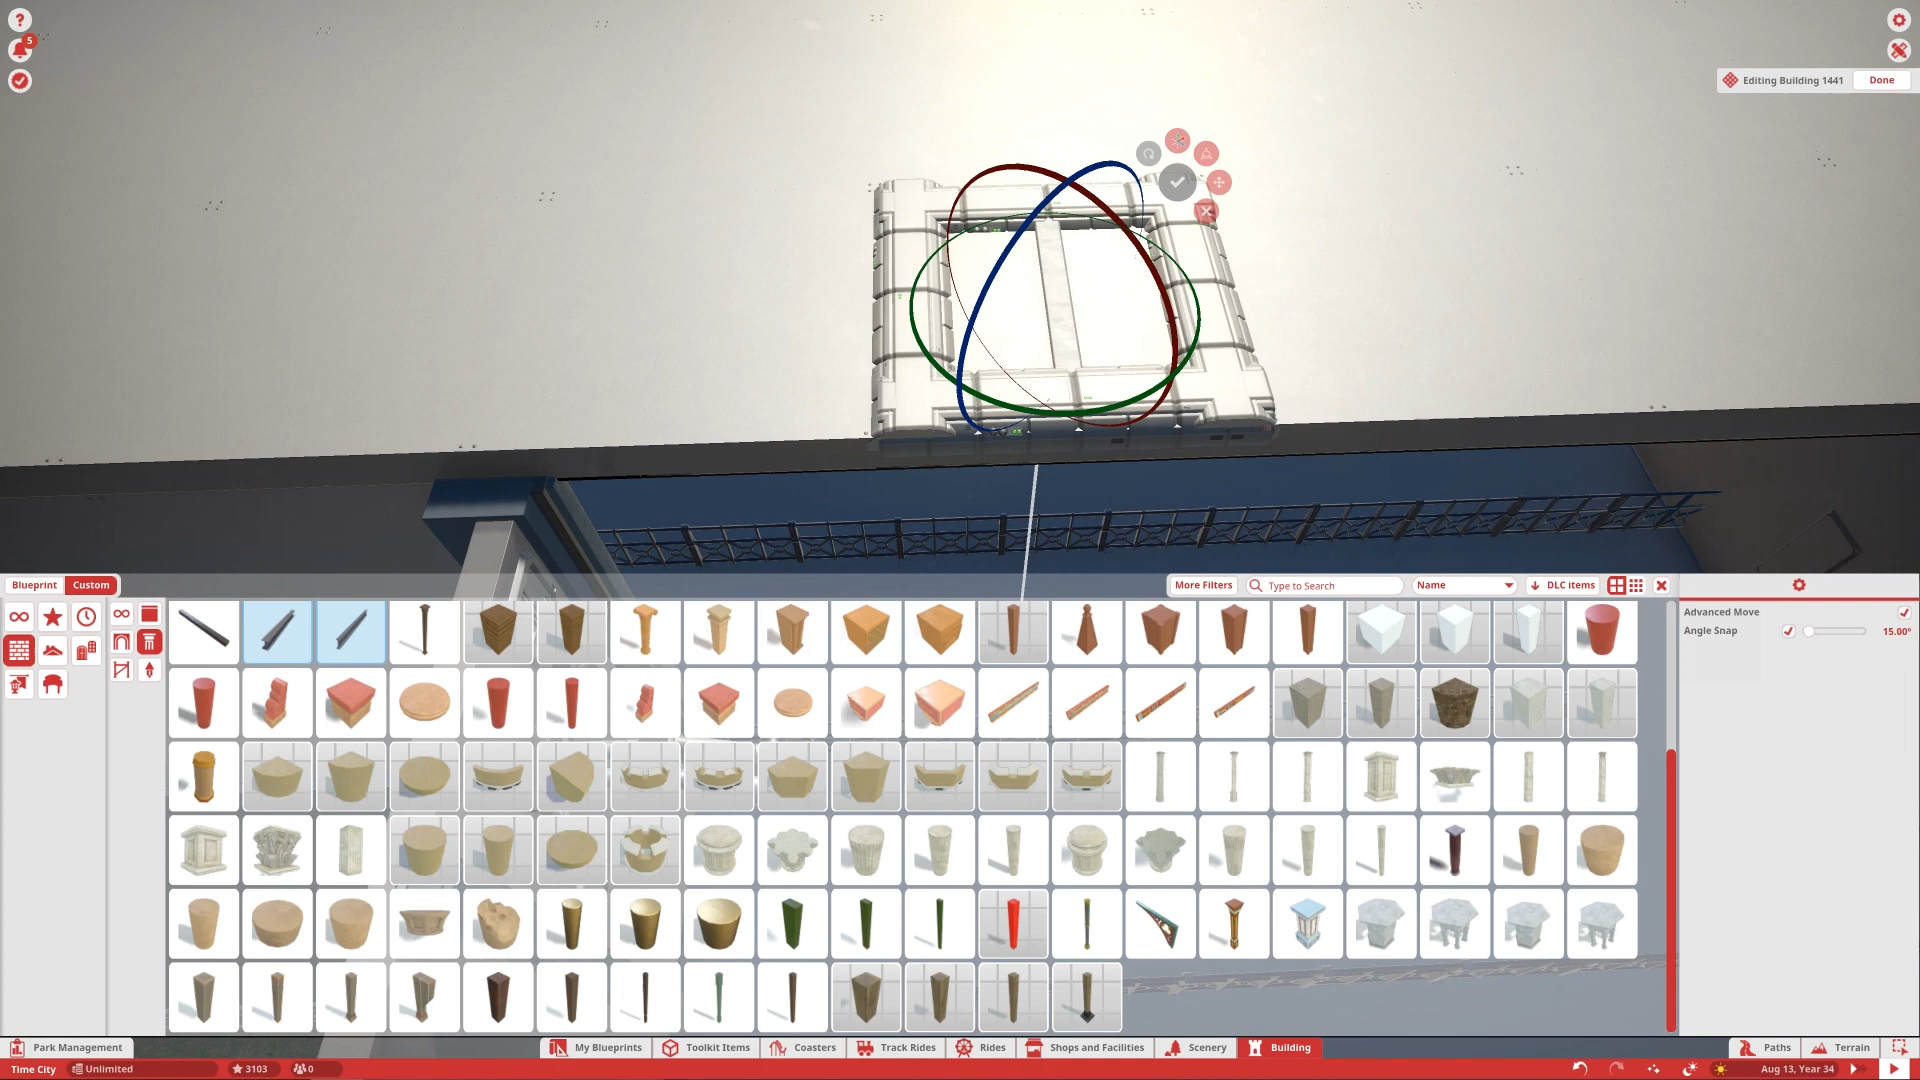 ?
5
Editing Building 1441
Done
Blueprint
Custom
More Filters
Type to Search
Name
DLC items
Advanced Move
Angle Snap
15.00°
Park Management
My Blueprints
Toolkit Items
Coasters
Track Rides
Rides
Shops and Facilities
Scenery
Building
Paths
Terrain
Time City
Unlimited
3103
0
Aug 13, Year 34